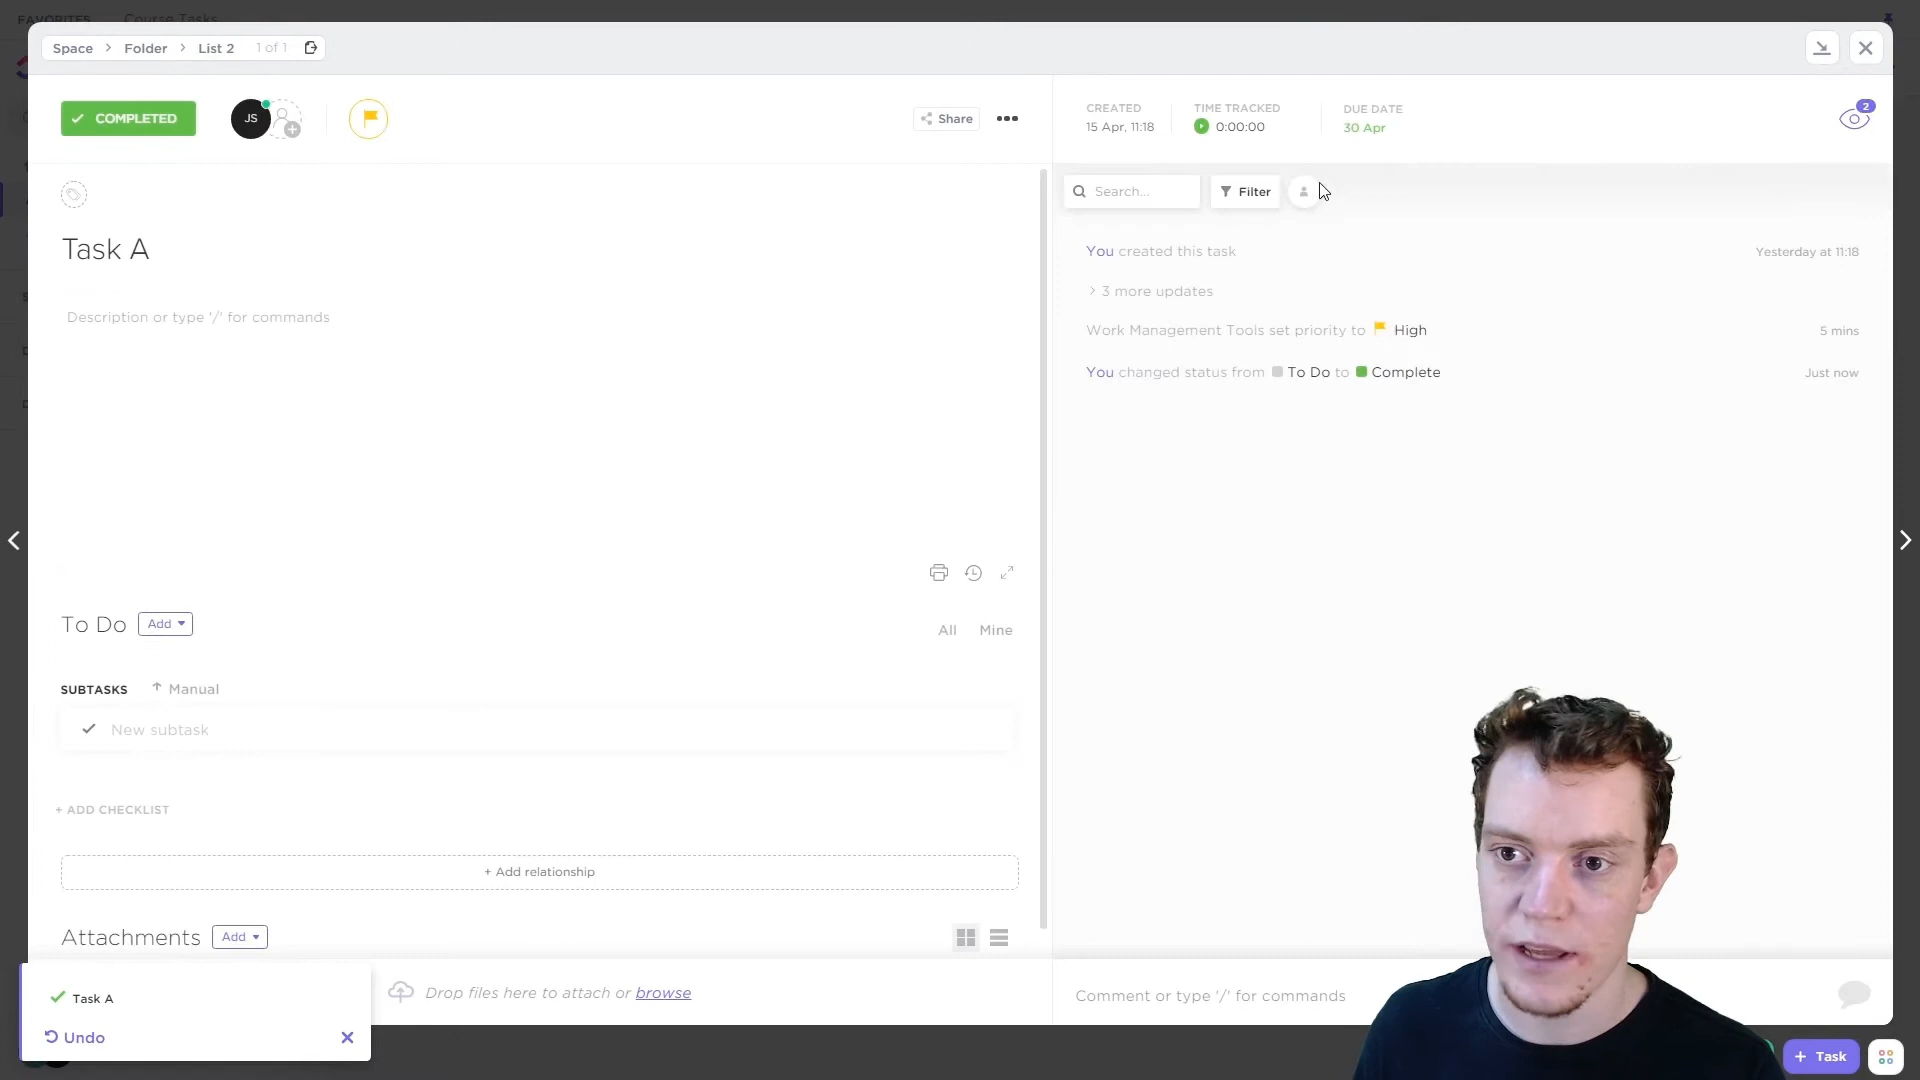 FAVORITES Course Tasks
Space > Folder > List 2 1 of 1
COMPLETED
JS
Share
CREATED
15 Apr, 11:18
TIME TRACKED
0:00:00
DUE DATE
30 Apr
2
Search...
Filter
Task A
Description or type '/' for commands
You created this task Yesterday at 11:18
> 3 more updates
Work Management Tools set priority to High 5 mins
You changed status from To Do to Complete Just now
To Do Add
All Mine
SUBTASKS Manual
New subtask
+ ADD CHECKLIST
+ Add relationship
Attachments Add
Drop files here to attach or browse
Task A
Undo
Comment or type '/' for commands
+ Task